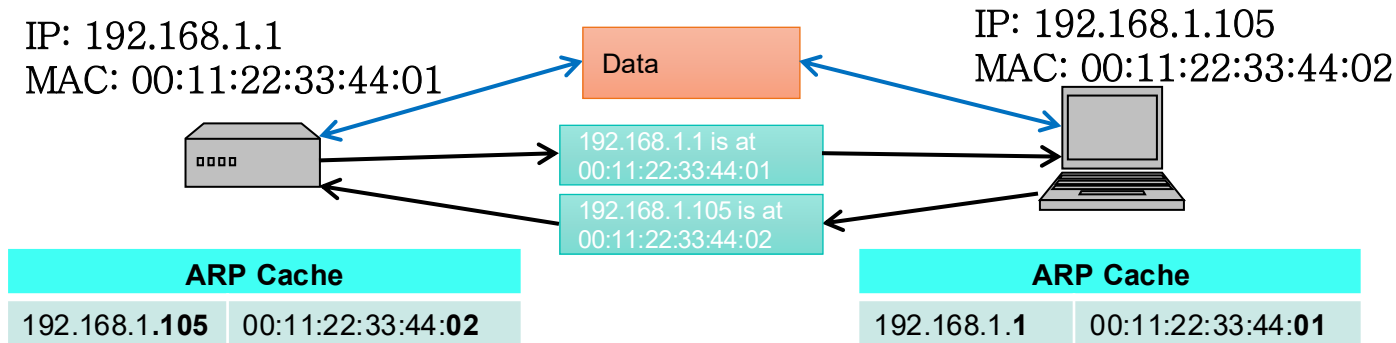 IP: 192.168.1.1
MAC: 00:11:22:33:44:01
Data
IP: 192.168.1.105
MAC: 00:11:22:33:44:02
192.168.1.1 is at
00:11:22:33:44:01
192.168.1.105 is at
00:11:22:33:44:02
ARP Cache
192.168.1.105 00:11:22:33:44:02
ARP Cache
192.168.1.1 00:11:22:33:44:01